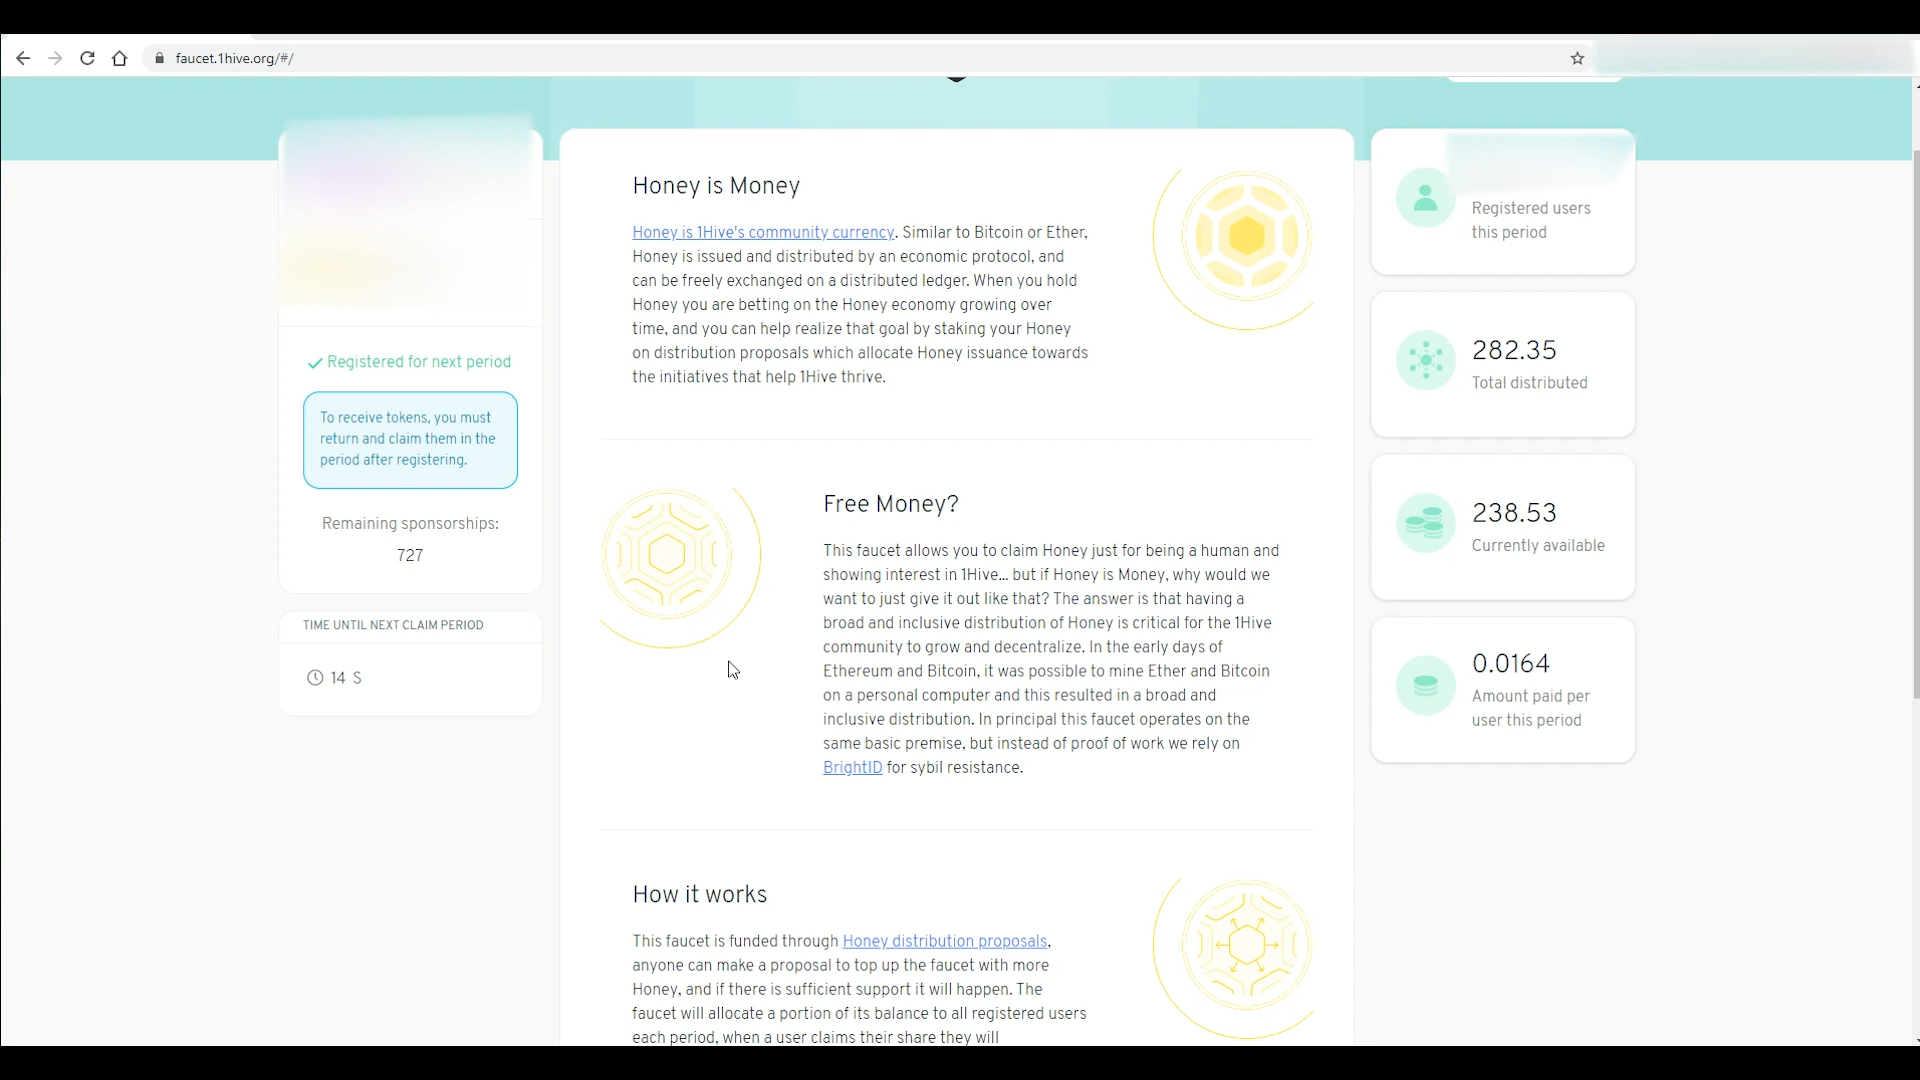 faucet.1hive.org/#/
Registered for next period
To receive tokens, you must
return and claim them in the
period after registering.
Remaining sponsorships:
727
TIME UNTIL NEXT CLAIM PERIOD
14 S
Honey is Money
Honey is 1Hive's community currency. Similar to Bitcoin or Ether,
Honey is issued and distributed by an economic protocol, and
can be freely exchanged on a distributed ledger. When you hold
Honey you are betting on the Honey economy growing over
time, and you can help realize that goal by staking your Honey
on distribution proposals which allocate Honey issuance towards
the initiatives that help 1Hive thrive.
Free Money?
This faucet allows you to claim Honey just for being a human and
showing interest in 1Hive... but if Honey is Money, why would we
want to just give it out like that? The answer is that having a
broad and inclusive distribution of Honey is critical for the 1Hive
community to grow and decentralize. In the early days of
Ethereum and Bitcoin, it was possible to mine Ether and Bitcoin
on a personal computer and this resulted in a broad and
inclusive distribution. In principal this faucet operates on the
same basic premise, but instead of proof of work we rely on
BrightID for sybil resistance.
How it works
This faucet is funded through Honey distribution proposals,
anyone can make a proposal to top up the faucet with more
Honey, and if there is sufficient support it will happen. The
faucet will allocate a portion of its balance to all registered users
each period, when a user claims their share they will
Registered users
this period
282.35
Total distributed
238.53
Currently available
0.0164
Amount paid per
user this period